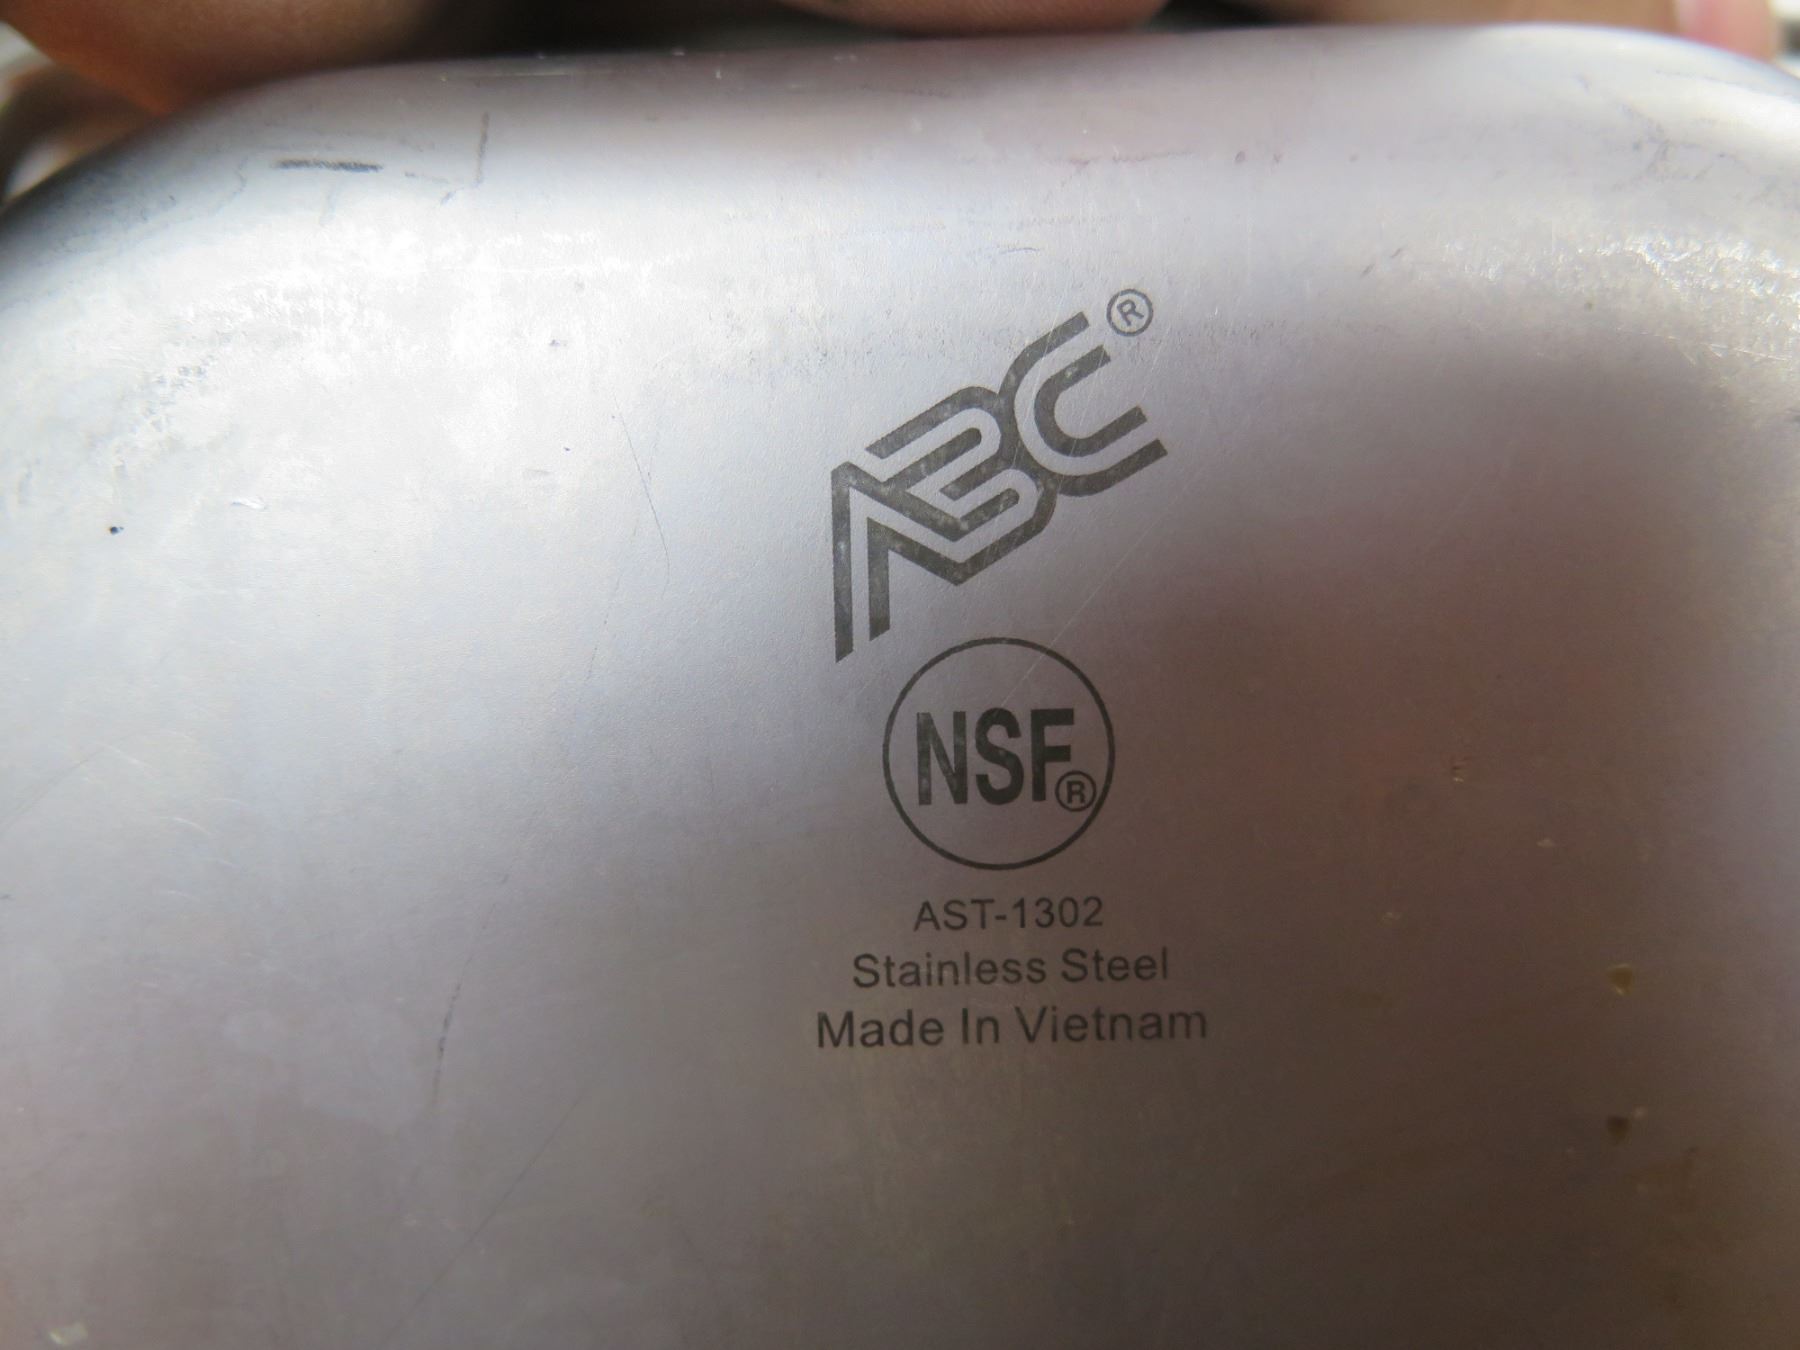 ABC®
NSF®
AST-1302
Stainless Steel
Made In Vietnam